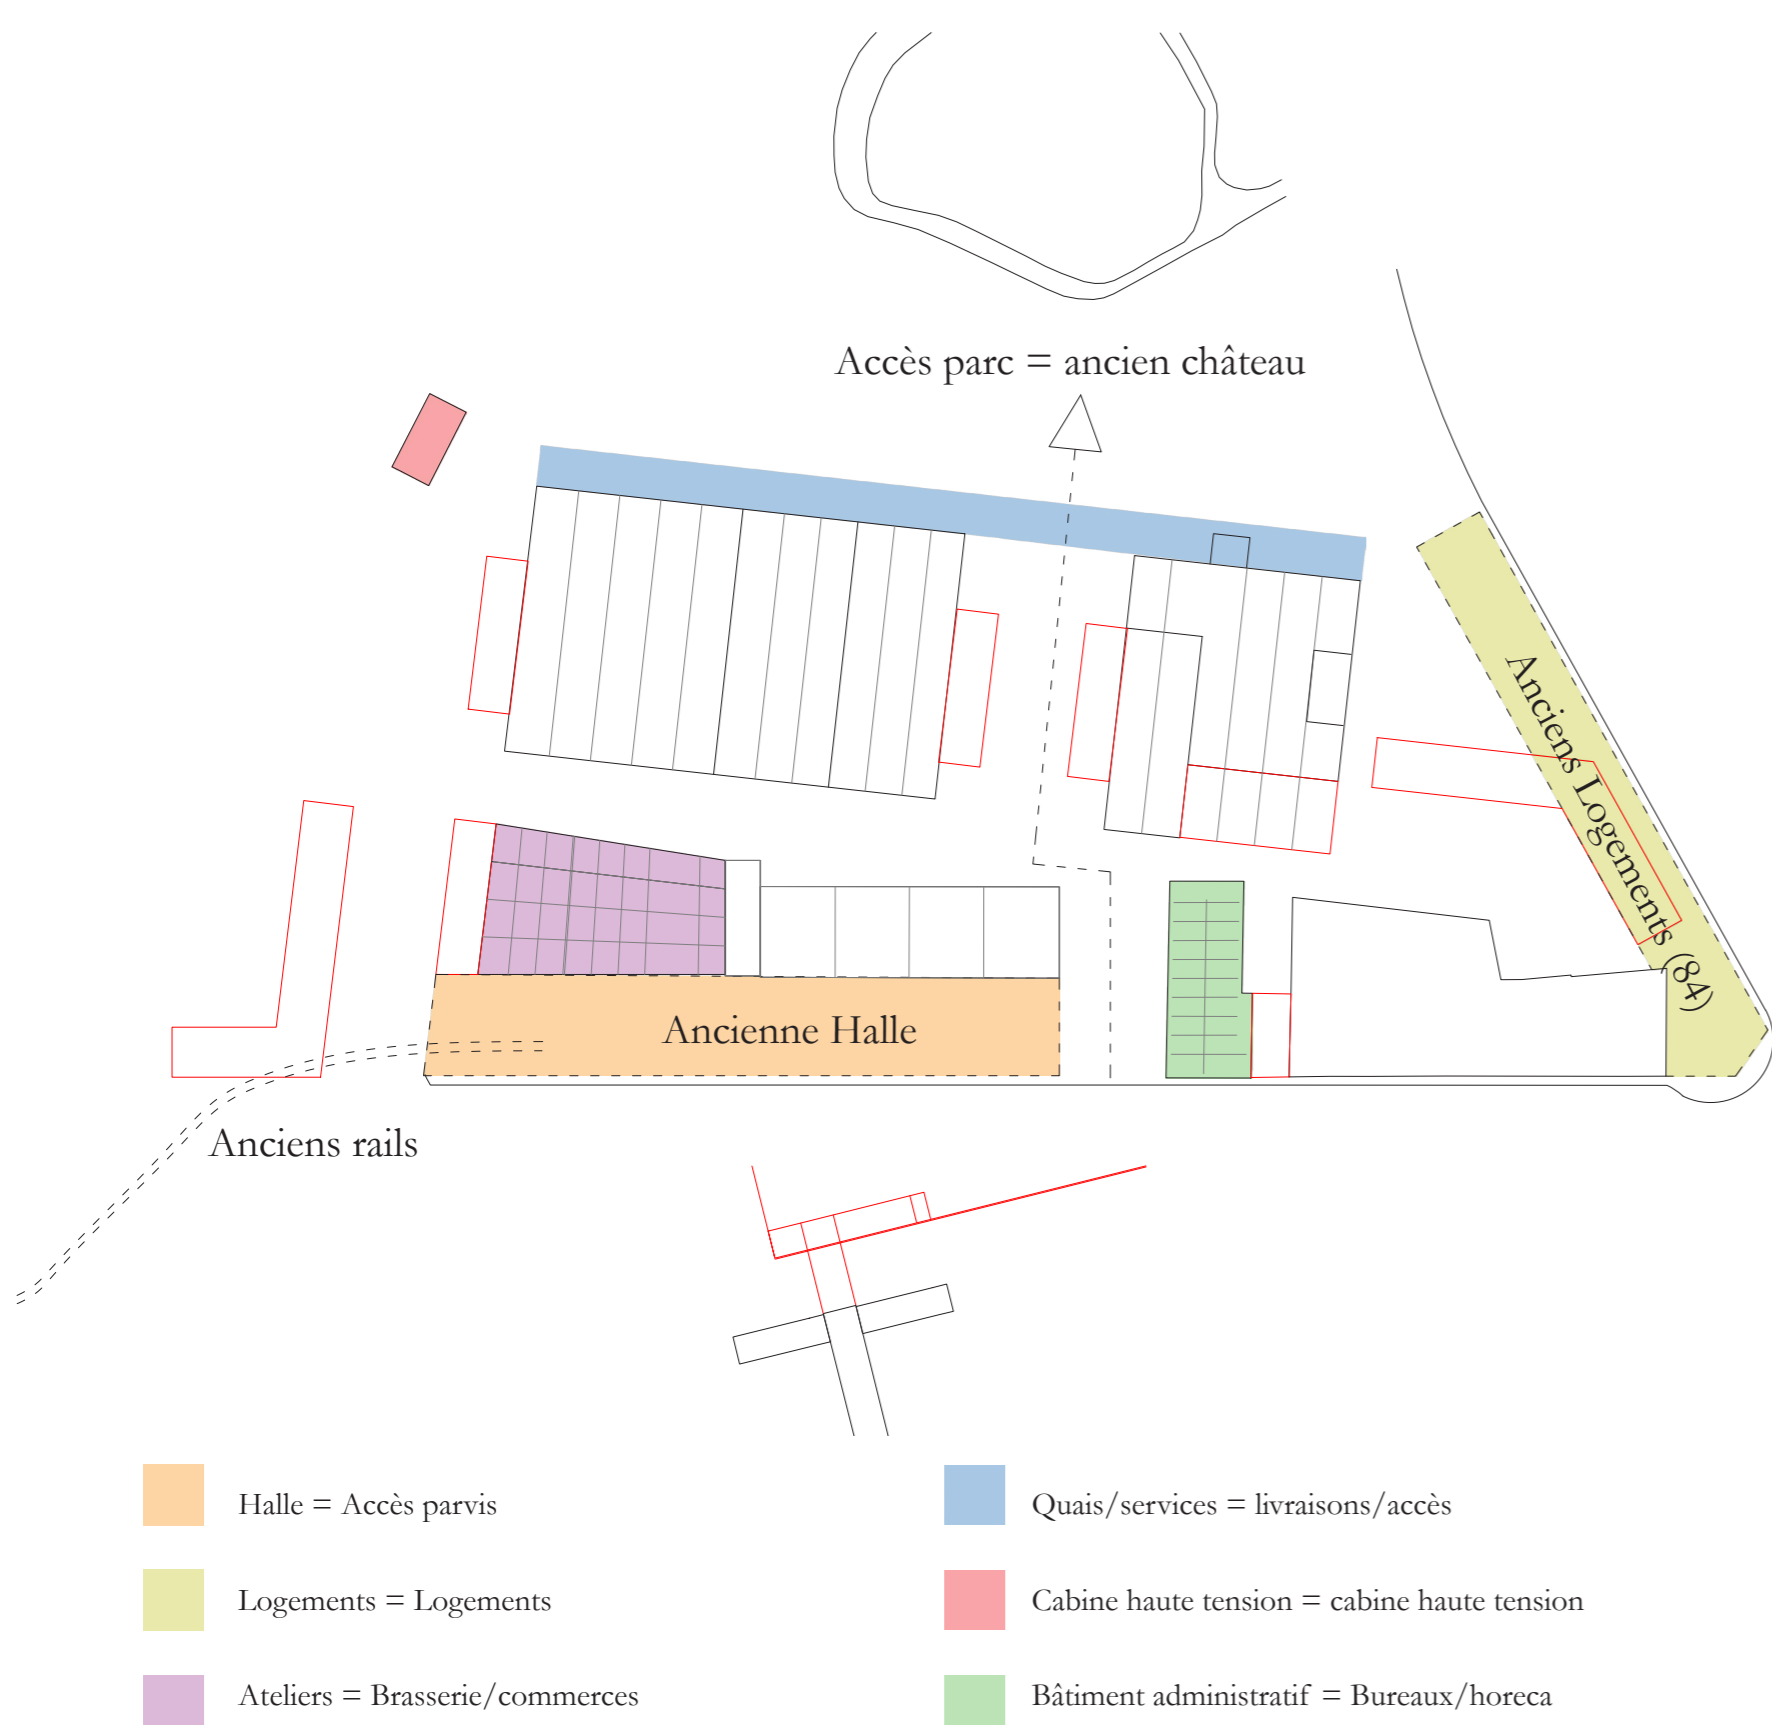 Accès parc = ancien château
Anciens Logements (84)
Ancienne Halle
Anciens rails
Halle = Accès parvis
Quais/services = livraisons/accès
Logements = Logements
Cabine haute tension = cabine haute tension
Ateliers = Brasserie/commerces
Bâtiment administratif = Bureaux/horeca